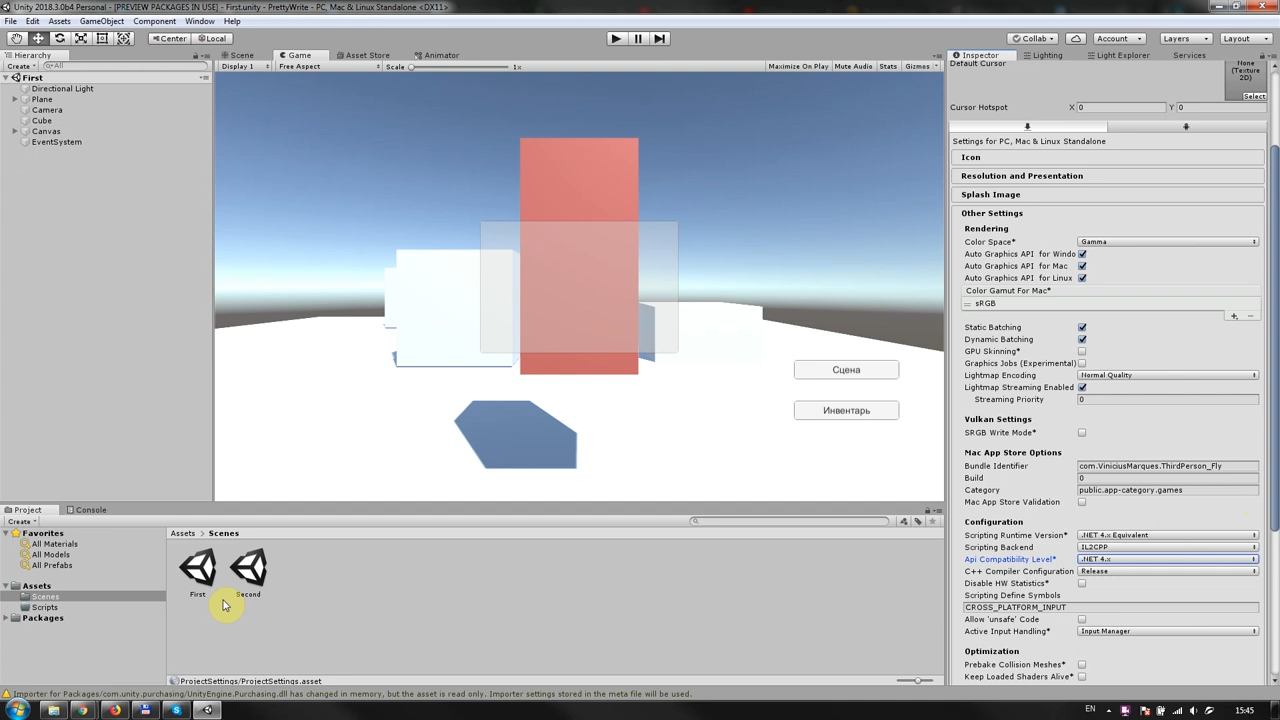 Unity 2018.3.0b4 Personal - [PREVIEW PACKAGES IN USE] - First.unity - PrettyWrite - PC, Mac & Linux Standalone <DX11>
File Edit Assets GameObject Component Window Help
Center Local Collab Account Layers Layout
Hierarchy Scene Game Asset Store Animator Inspector Lighting Light Explorer Services
Create All Display 1 Free Aspect Scale 1x Maximize On Play Mute Audio Stats Gizmos
First
Directional Light
Plane
Camera
Cube
Canvas
EventSystem
Сцена
Инвентарь
Default Cursor
None
(Texture
2D)
Select
Cursor Hotspot X 0 Y 0
Settings for PC, Mac & Linux Standalone
Icon
Resolution and Presentation
Splash Image
Other Settings
Rendering
Color Space* Gamma
Auto Graphics API for Windo
Auto Graphics API for Mac
Auto Graphics API for Linux
Color Gamut For Mac*
sRGB
Static Batching
Dynamic Batching
GPU Skinning*
Graphics Jobs (Experimental)
Lightmap Encoding Normal Quality
Lightmap Streaming Enabled
Streaming Priority 0
Vulkan Settings
SRGB Write Mode*
Mac App Store Options
Bundle Identifier com.ViniciusMarques.ThirdPerson_Fly
Build 0
Category public.app-category.games
Mac App Store Validation
Configuration
Scripting Runtime Version* .NET 4.x Equivalent
Scripting Backend IL2CPP
Api Compatibility Level* .NET 4.x
C++ Compiler Configuration Release
Disable HW Statistics*
Scripting Define Symbols
CROSS_PLATFORM_INPUT
Allow 'unsafe' Code
Active Input Handling* Input Manager
Optimization
Prebake Collision Meshes*
Keep Loaded Shaders Alive*
Project Console
Create
Favorites
All Materials
All Models
All Prefabs
Assets
Scenes
Scripts
Packages
Assets > Scenes
First Second
ProjectSettings/ProjectSettings.asset
Importer for Packages/com.unity.purchasing/UnityEngine.Purchasing.dll has changed in memory, but the asset is read only. Importer settings stored in the meta file will be used.
EN 15:45